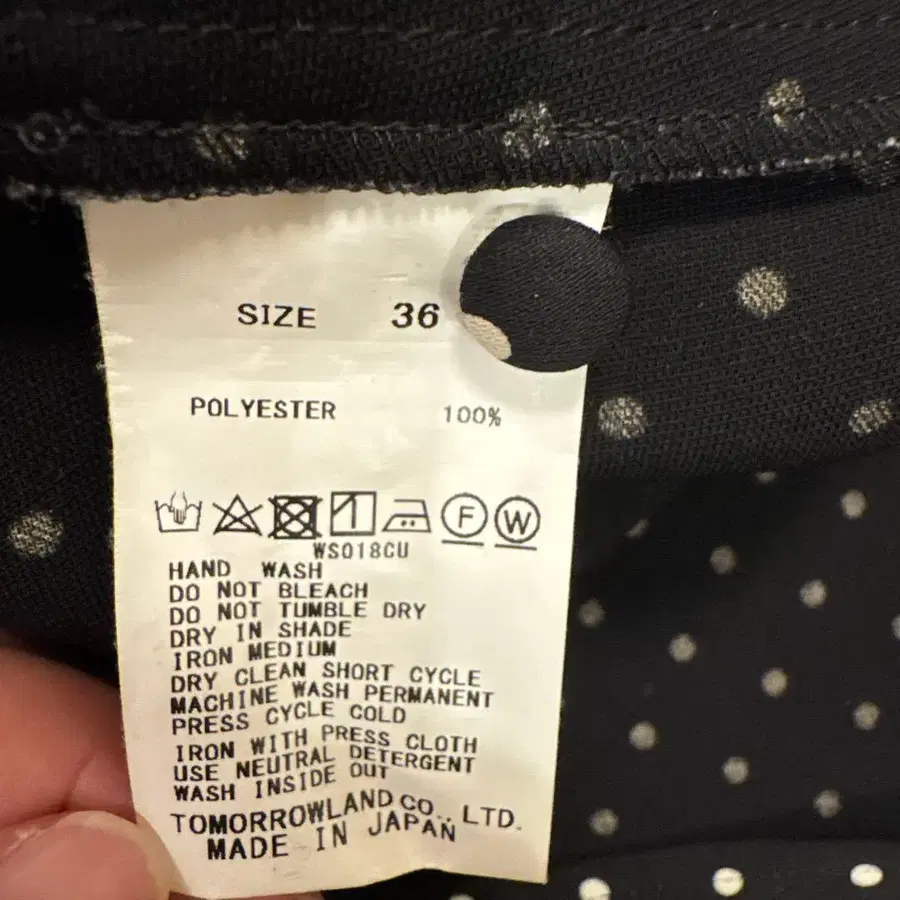 SIZE 36
POLYESTER 100%
F W
WS018CU
HAND WASH
DO NOT BLEACH
DO NOT TUMBLE DRY
DRY IN SHADE
IRON MEDIUM
DRY CLEAN SHORT CYCLE
MACHINE WASH PERMANENT
PRESS CYCLE COLD
IRON WITH PRESS CLOTH
USE NEUTRAL DETERGENT
WASH INSIDE OUT
TOMORROWLAND CO., LTD.
MADE IN JAPAN